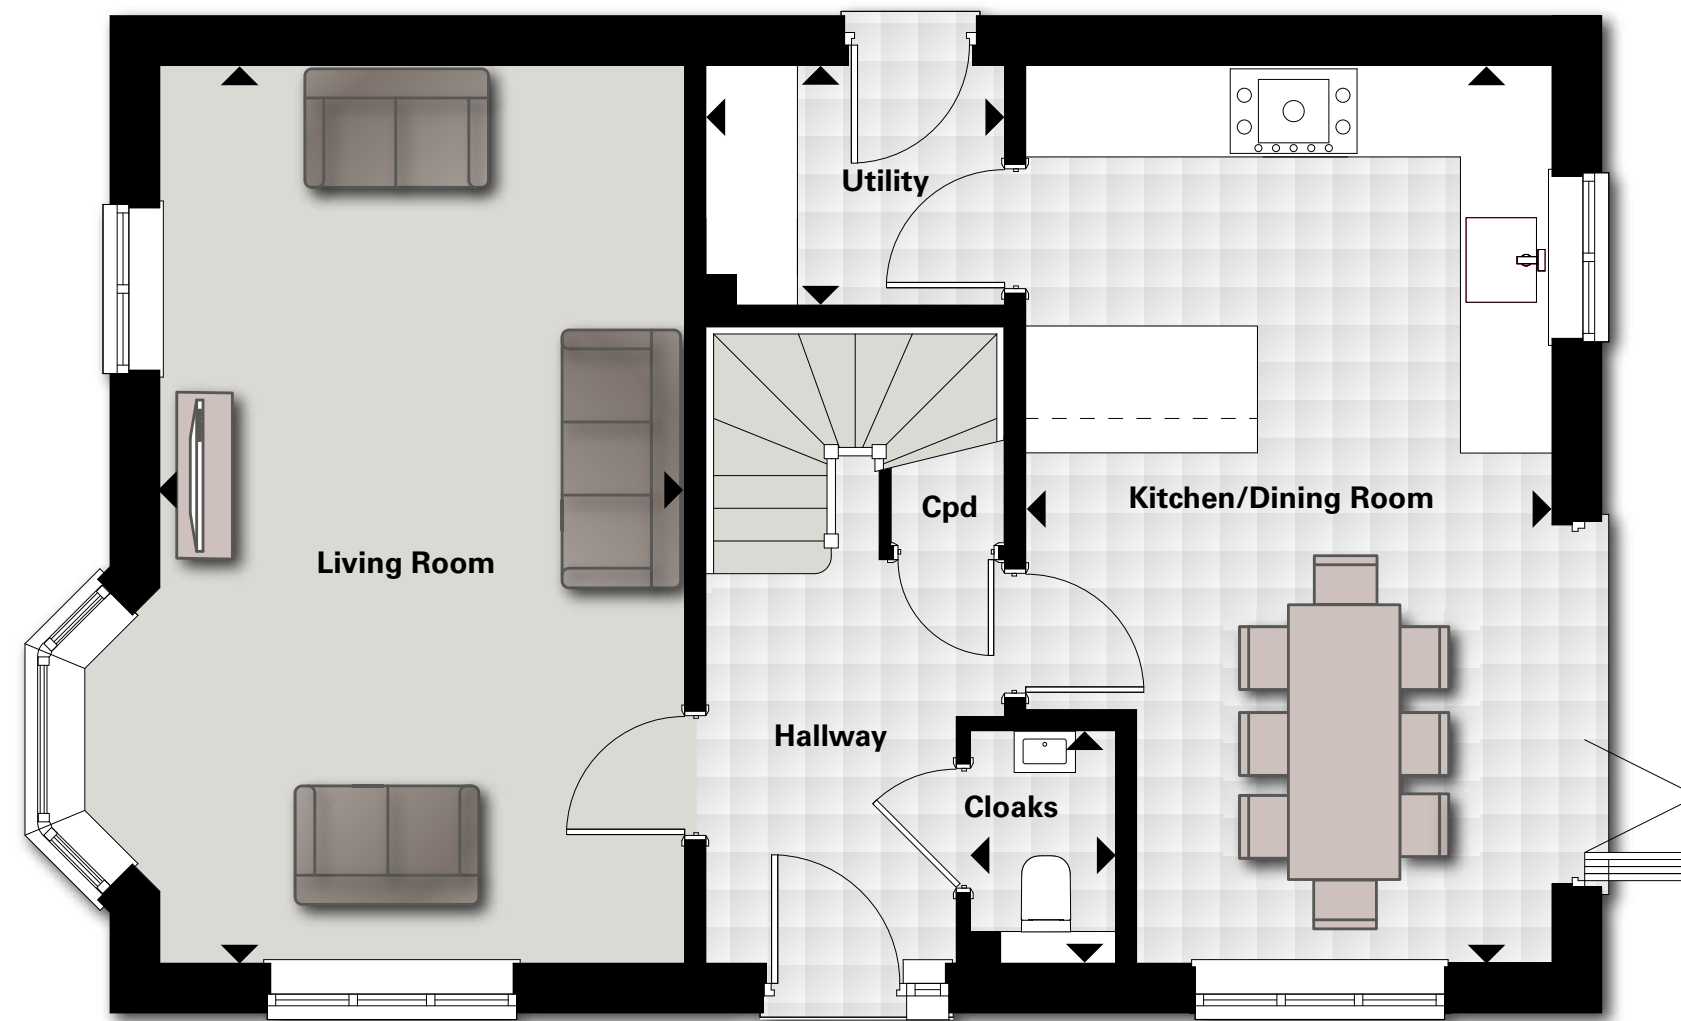 Utility
Cpd
Kitchen/Dining Room
Living Room
Hallway
Cloaks